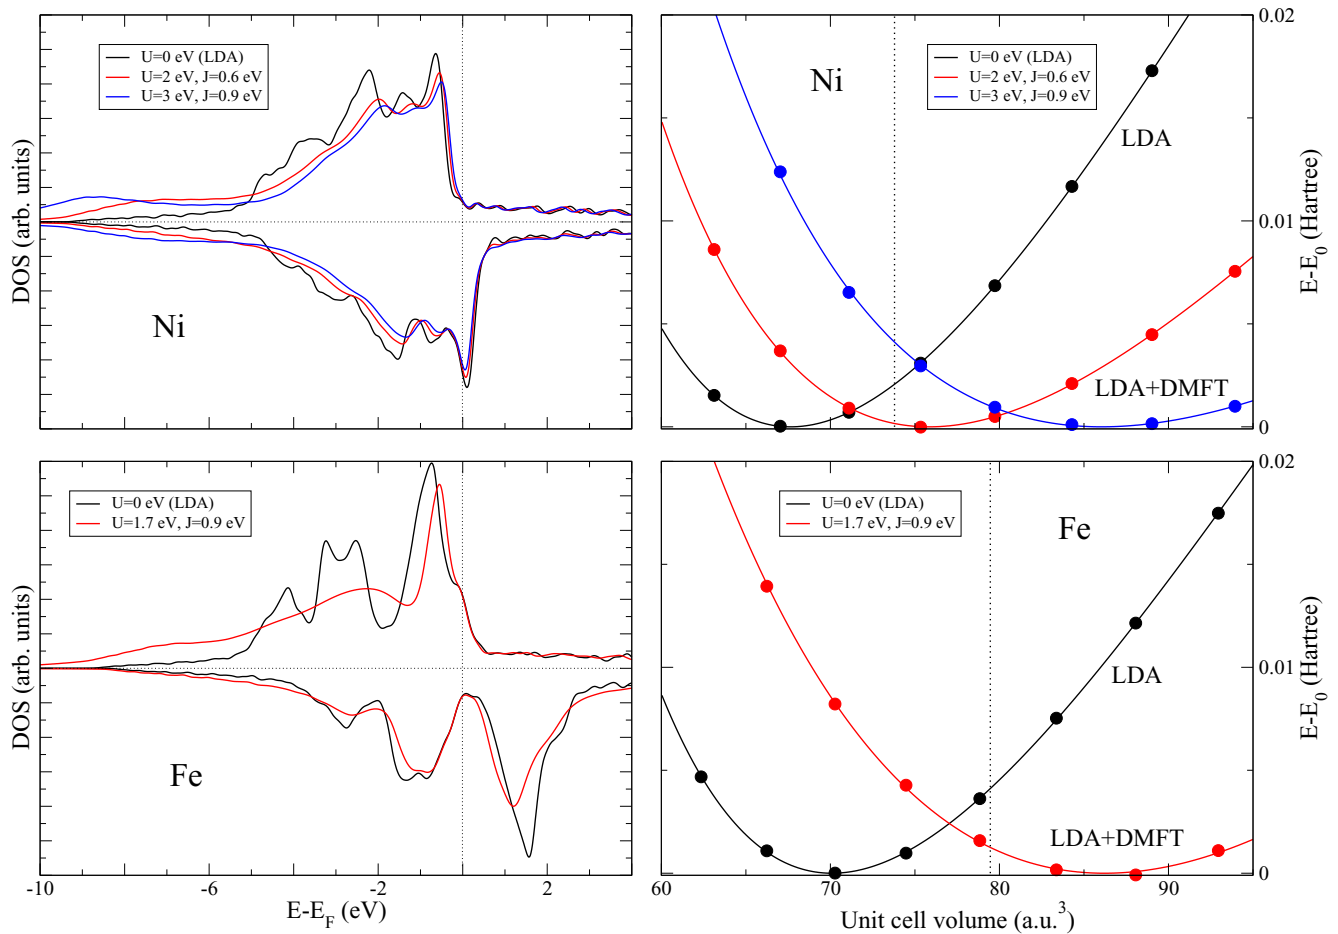 U=0 eV (LDA)
U=2 eV, J=0.6 eV
U=3 eV, J=0.9 eV
DOS (arb. units)
Ni
Ni
U=0 eV (LDA)
U=2 eV, J=0.6 eV
U=3 eV, J=0.9 eV
LDA
LDA+DMFT
0.02
0.01
0
E-E₀ (Hartree)
U=0 eV (LDA)
U=1.7 eV, J=0.9 eV
DOS (arb. units)
Fe
-10 -6 -2 2
E-E_F (eV)
U=0 eV (LDA)
U=1.7 eV, J=0.9 eV
Fe
LDA
LDA+DMFT
0.02
0.01
0
E-E₀ (Hartree)
60 70 80 90
Unit cell volume (a.u.³)